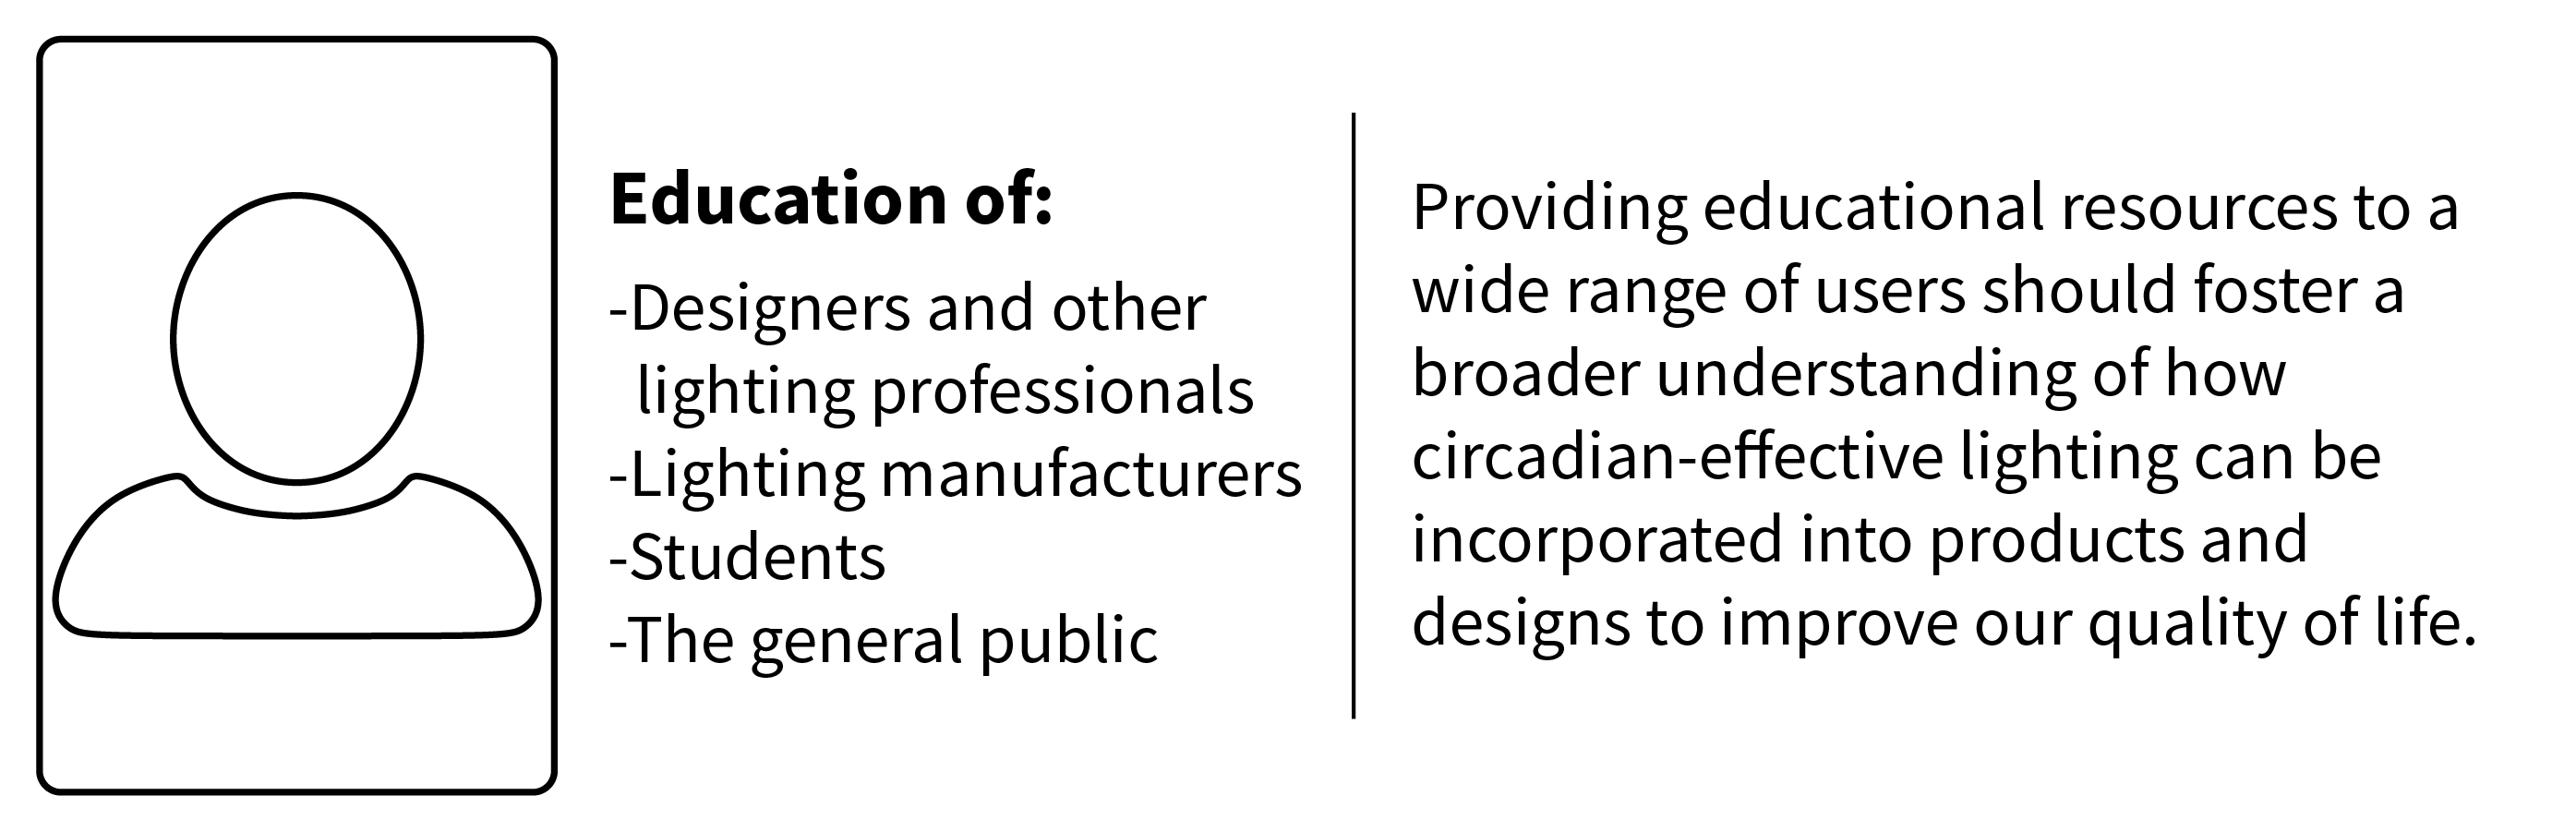 Education of:
-Designers and other
lighting professionals
-Lighting manufacturers
-Students
-The general public
Providing educational resources to a
wide range of users should foster a
broader understanding of how
circadian-effective lighting can be
incorporated into products and
designs to improve our quality of life.